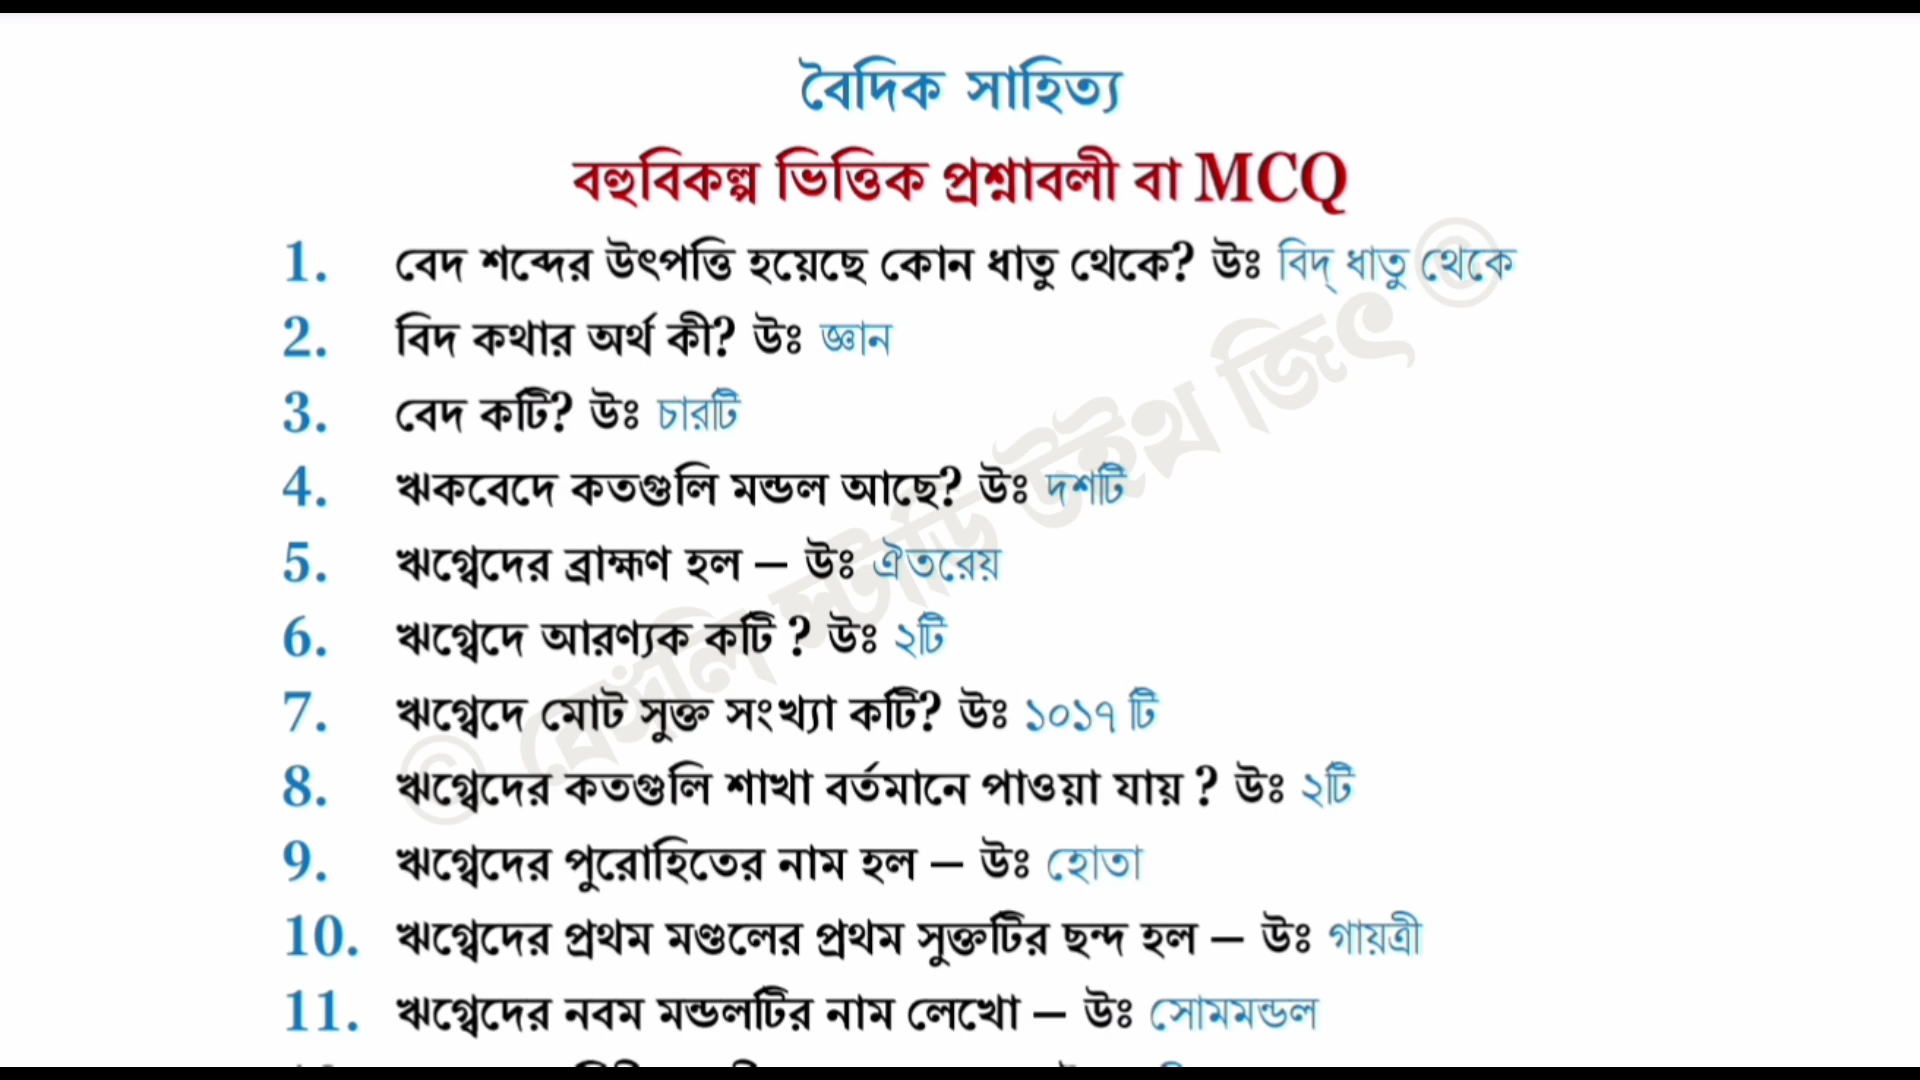 বৈদিক সাহিত্য
বহুবিকল্প ভিত্তিক প্রশ্নাবলী বা MCQ
1. বেদ শব্দের উৎপত্তি হয়েছে কোন ধাতু থেকে? উঃ বিদ্ ধাতু থেকে
2. বিদ কথার অর্থ কী? উঃ জ্ঞান
3. বেদ কটি? উঃ চারটি
4. ঋকবেদে কতগুলি মন্ডল আছে? উঃ দশটি
5. ঋগ্বেদের ব্রাহ্মণ হল – উঃ ঐতরেয়
6. ঋগ্বেদে আরণ্যক কটি ? উঃ ২টি
7. ঋগ্বেদে মোট সুক্ত সংখ্যা কটি? উঃ ১০১৭ টি
8. ঋগ্বেদের কতগুলি শাখা বর্তমানে পাওয়া যায় ? উঃ ২টি
9. ঋগ্বেদের পুরোহিতের নাম হল – উঃ হোতা
10. ঋগ্বেদের প্রথম মণ্ডলের প্রথম সুক্তটির ছন্দ হল – উঃ গায়ত্রী
11. ঋগ্বেদের নবম মন্ডলটির নাম লেখো – উঃ সোমমন্ডল
© বেঙ্গলি স্টাডি উইথ জিৎ ©